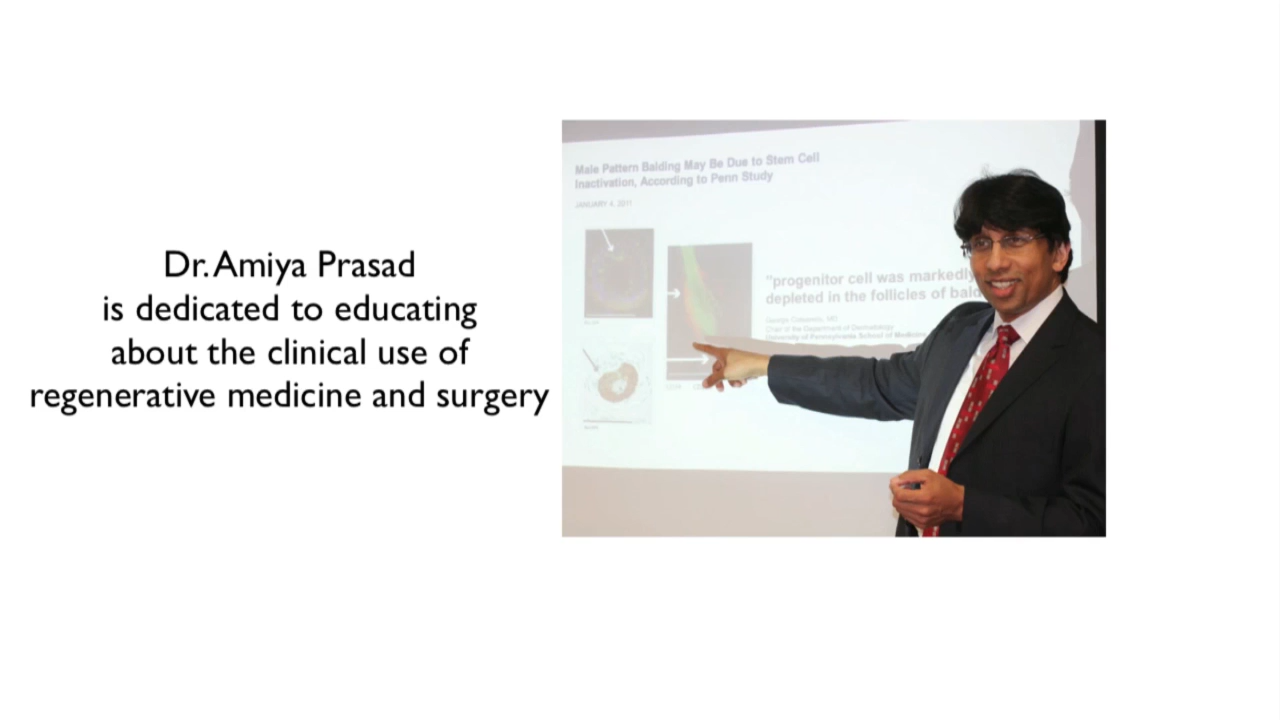 Dr. Amiya Prasad
is dedicated to educating
about the clinical use of
regenerative medicine and surgery
Male Pattern Balding May Be Due to Stem Cell
Inactivation, According to Penn Study
JANUARY 4, 2011
"progenitor cell was markedly
depleted in the follicles of bald
George Cotsarelis, MD
Chair of the Department of Dermatology
University of Pennsylvania School of Medicine